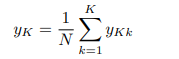 $y_K = \frac{1}{N} \sum_{k=1}^{K} y_{Kk}$